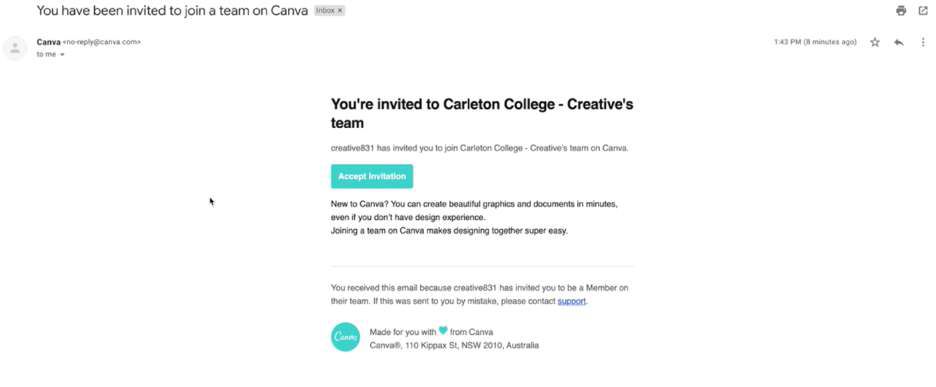 You have been invited to join a team on Canva Inbox ×
Canva <no-reply@canva.com> 1:43 PM (8 minutes ago)
to me
You're invited to Carleton College - Creative's
team
creative831 has invited you to join Carleton College - Creative's team on Canva.
Accept Invitation
New to Canva? You can create beautiful graphics and documents in minutes,
even if you don't have design experience.
Joining a team on Canva makes designing together super easy.
You received this email because creative831 has invited you to be a Member on
their team. If this was sent to you by mistake, please contact support.
Canva
Made for you with from Canva
Canva®, 110 Kippax St, NSW 2010, Australia